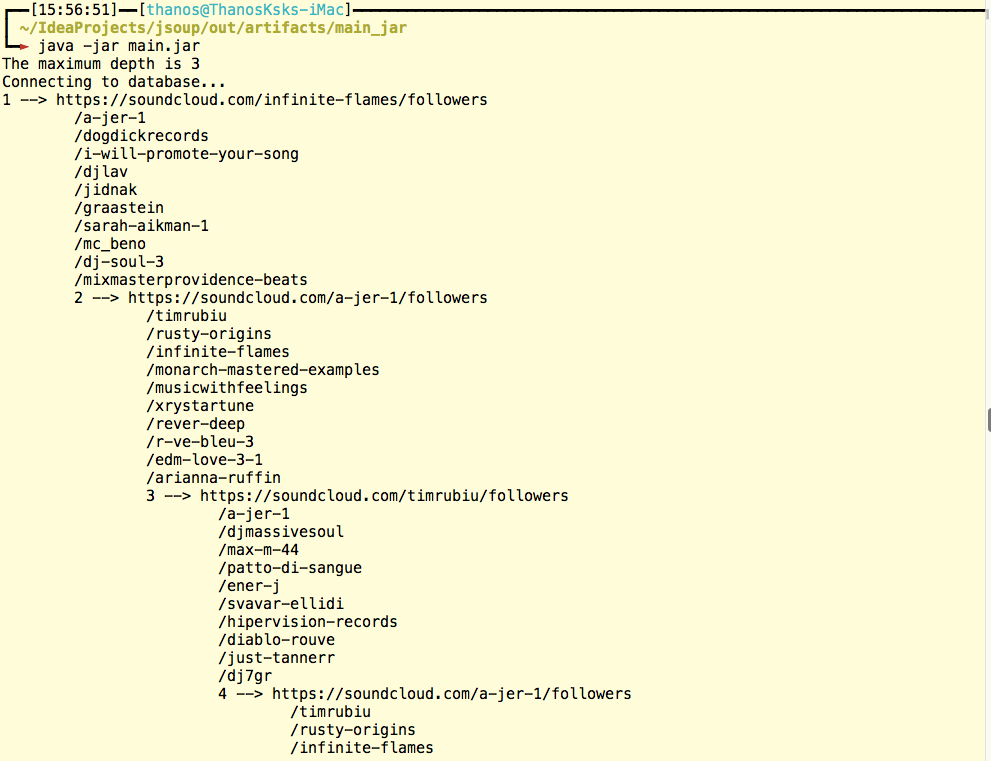 [15:56:51]—[thanos@ThanosKsks-iMac]
~/IdeaProjects/jsoup/out/artifacts/main_jar
java -jar main.jar
The maximum depth is 3
Connecting to database...
1 --> https://soundcloud.com/infinite-flames/followers
/a-jer-1
/dogdickrecords
/i-will-promote-your-song
/djlav
/jidnak
/graastein
/sarah-aikman-1
/mc_beno
/dj-soul-3
/mixmasterprovidence-beats
2 --> https://soundcloud.com/a-jer-1/followers
/timrubiu
/rusty-origins
/infinite-flames
/monarch-mastered-examples
/musicwithfeelings
/xrystartune
/rever-deep
/r-ve-bleu-3
/edm-love-3-1
/arianna-ruffin
3 --> https://soundcloud.com/timrubiu/followers
/a-jer-1
/djmassivesoul
/max-m-44
/patto-di-sangue
/ener-j
/svavar-ellidi
/hipervision-records
/diablo-rouve
/just-tannerr
/dj7gr
4 --> https://soundcloud.com/a-jer-1/followers
/timrubiu
/rusty-origins
/infinite-flames